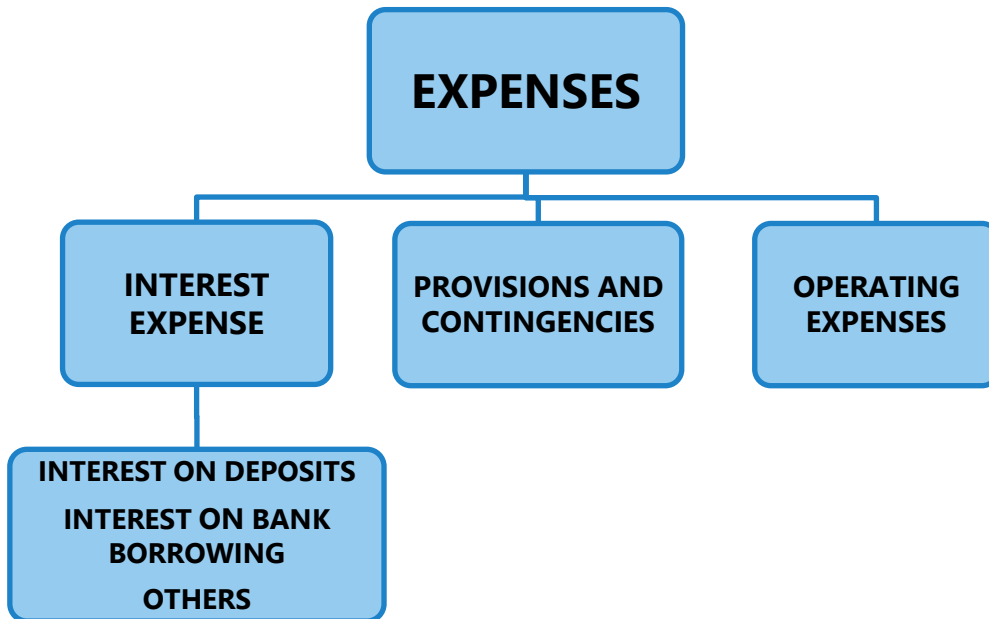 EXPENSES
INTEREST
EXPENSE
PROVISIONS AND
CONTINGENCIES
OPERATING
EXPENSES
INTEREST ON DEPOSITS
INTEREST ON BANK
BORROWING
OTHERS